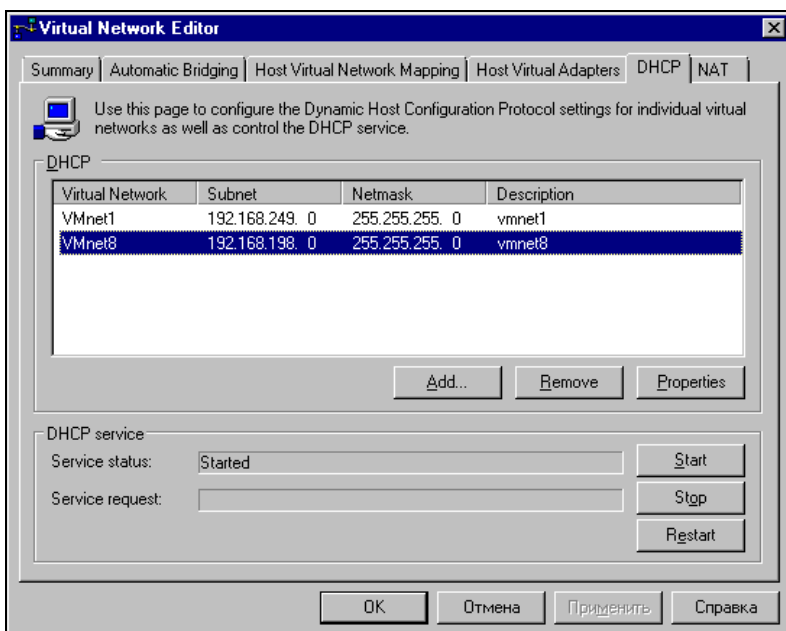 Virtual Network Editor
Summary Automatic Bridging Host Virtual Network Mapping Host Virtual Adapters DHCP NAT
Use this page to configure the Dynamic Host Configuration Protocol settings for individual virtual
networks as well as control the DHCP service.
DHCP
Virtual Network Subnet Netmask Description
VMnet1 192.168.249. 0 255.255.255. 0 vmnet1
VMnet8 192.168.198. 0 255.255.255. 0 vmnet8
Add... Remove Properties
DHCP service
Service status: Started Start
Service request: Stop
Restart
OK Отмена Применить Справка